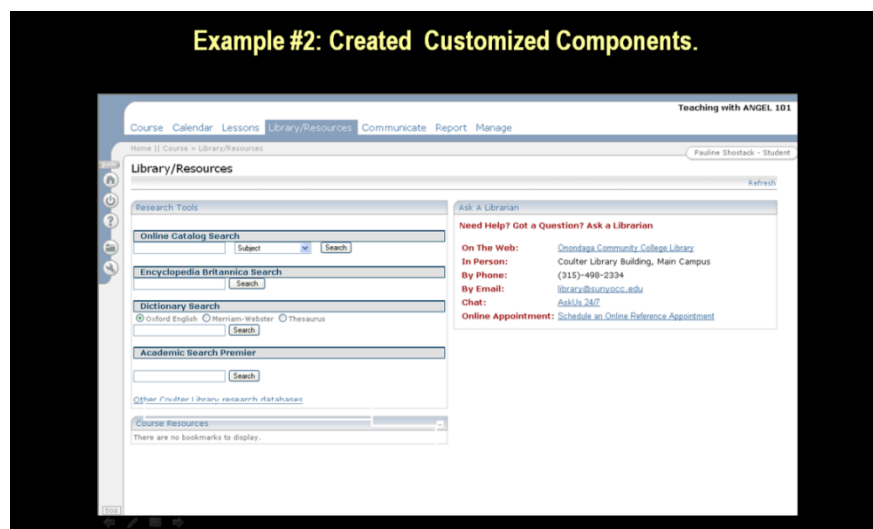 Example #2: Created Customized Components.
Teaching with ANGEL 101
Course Calendar Lessons Library/Resources Communicate Report Manage
Home || Course > Library/Resources
Pauline Shostack - Student
Library/Resources
Refresh
Research Tools
Online Catalog Search
Subject Search
Encyclopedia Britannica Search
Search
Dictionary Search
Oxford English Merriam-Webster Thesaurus
Search
Academic Search Premier
Search
Other Coulter Library research databases
Course Resources
There are no bookmarks to display.
Ask A Librarian
Need Help? Got a Question? Ask a Librarian
On The Web: Onondaga Community College Library
In Person: Coulter Library Building, Main Campus
By Phone: (315)-498-2334
By Email: library@sunyocc.edu
Chat: AskUs 24/7
Online Appointment: Schedule an Online Reference Appointment